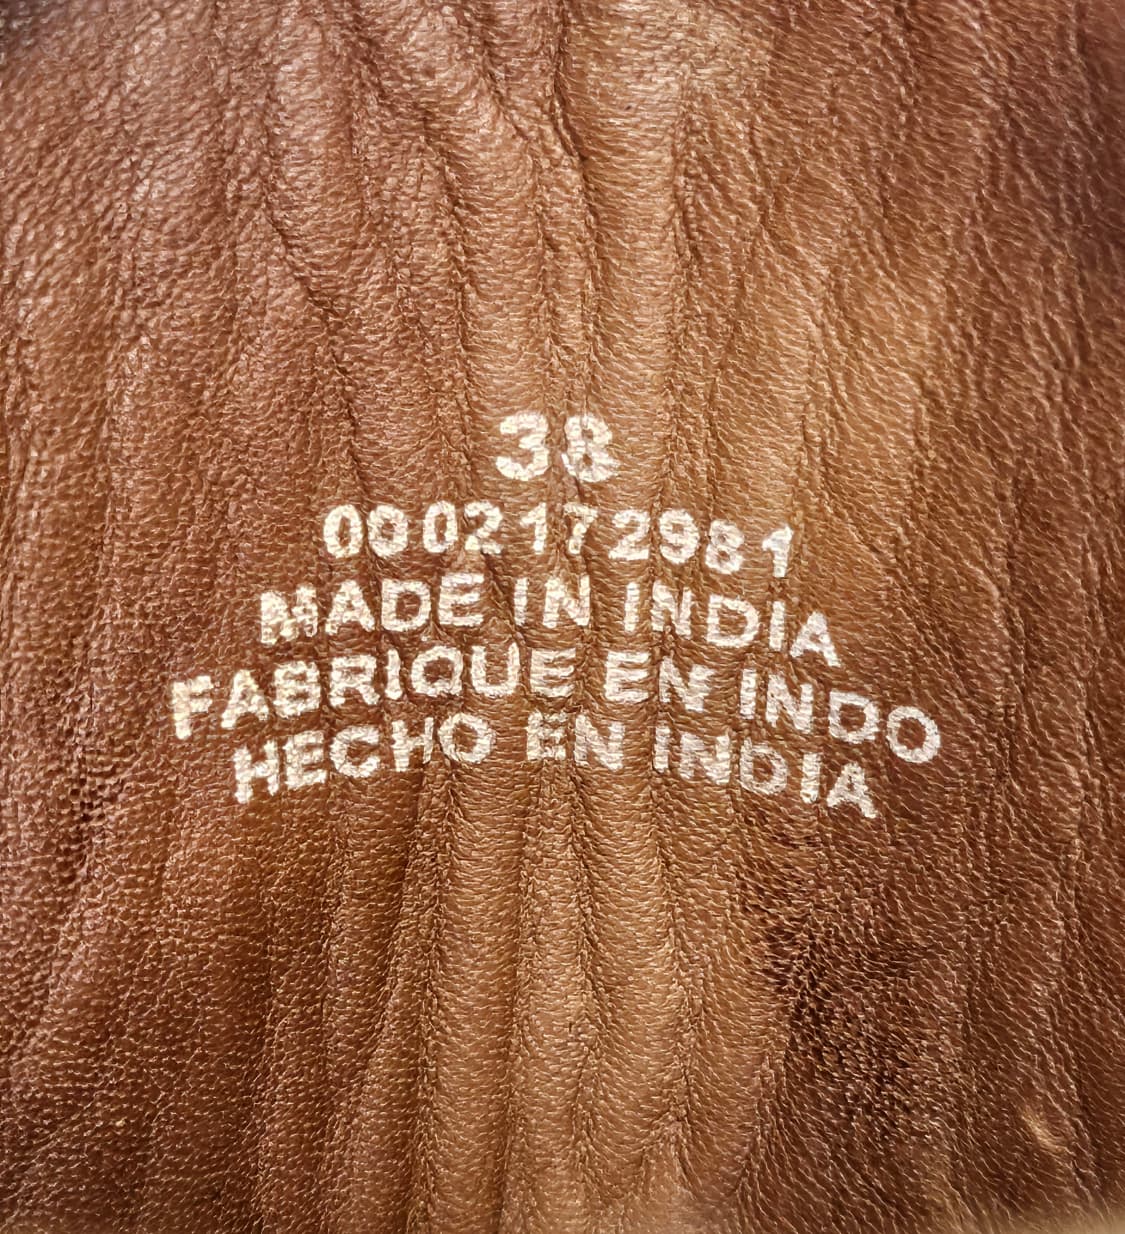 38
0002172981
MADE IN INDIA
FABRIQUE EN INDO
HECHO EN INDIA